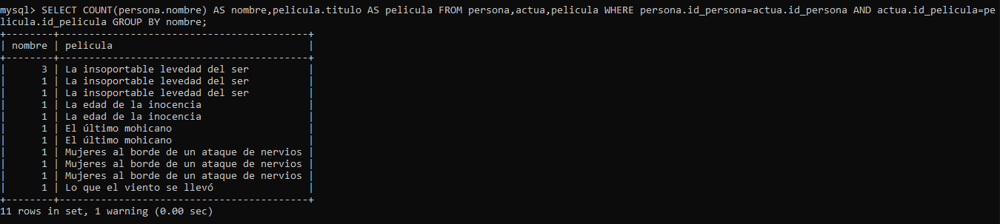 mysql> SELECT COUNT(persona.nombre) AS nombre,pelicula.titulo AS pelicula FROM persona,actua,pelicula WHERE persona.id_persona=actua.id_persona AND actua.id_pelicula=pe
licula.id_pelicula GROUP BY nombre;
+--------+------------------------------------------+
| nombre | pelicula                                 |
+--------+------------------------------------------+
|      3 | La insoportable levedad del ser          |
|      1 | La insoportable levedad del ser          |
|      1 | La insoportable levedad del ser          |
|      1 | La edad de la inocencia                  |
|      1 | La edad de la inocencia                  |
|      1 | El último mohicano                       |
|      1 | El último mohicano                       |
|      1 | Mujeres al borde de un ataque de nervios |
|      1 | Mujeres al borde de un ataque de nervios |
|      1 | Mujeres al borde de un ataque de nervios |
|      1 | Lo que el viento se llevó                |
+--------+------------------------------------------+
11 rows in set, 1 warning (0.00 sec)